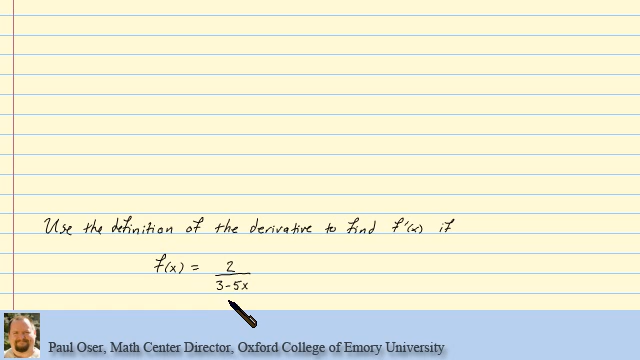 Use the definition of the derivative to find f'(x) if
f(x) = 2 / (3-5x)
Paul Oser, Math Center Director, Oxford College of Emory University